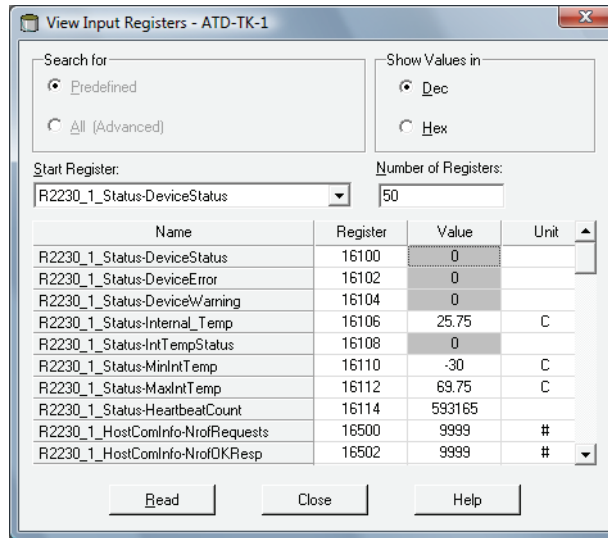 View Input Registers - ATD-TK-1
Search for
Predefined
All (Advanced)
Show Values in
Dec
Hex
Start Register:
R2230_1_Status-DeviceStatus
Number of Registers:
50
Name Register Value Unit
R2230_1_Status-DeviceStatus 16100 0
R2230_1_Status-DeviceError 16102 0
R2230_1_Status-DeviceWarning 16104 0
R2230_1_Status-Internal_Temp 16106 25.75 C
R2230_1_Status-IntTempStatus 16108 0
R2230_1_Status-MinIntTemp 16110 -30 C
R2230_1_Status-MaxIntTemp 16112 69.75 C
R2230_1_Status-HeartbeatCount 16114 593165
R2230_1_HostComInfo-NrofRequests 16500 9999 #
R2230_1_HostComInfo-NrofOKResp 16502 9999 #
Read Close Help